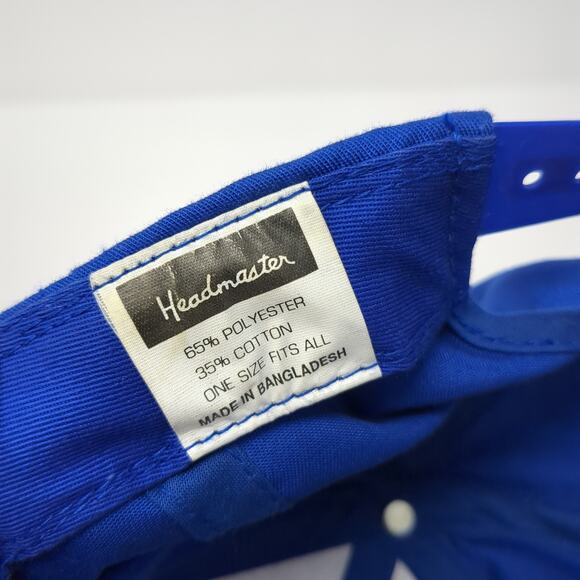 Headmaster
65% POLYESTER
35% COTTON
ONE SIZE FITS ALL
MADE IN BANGLADESH